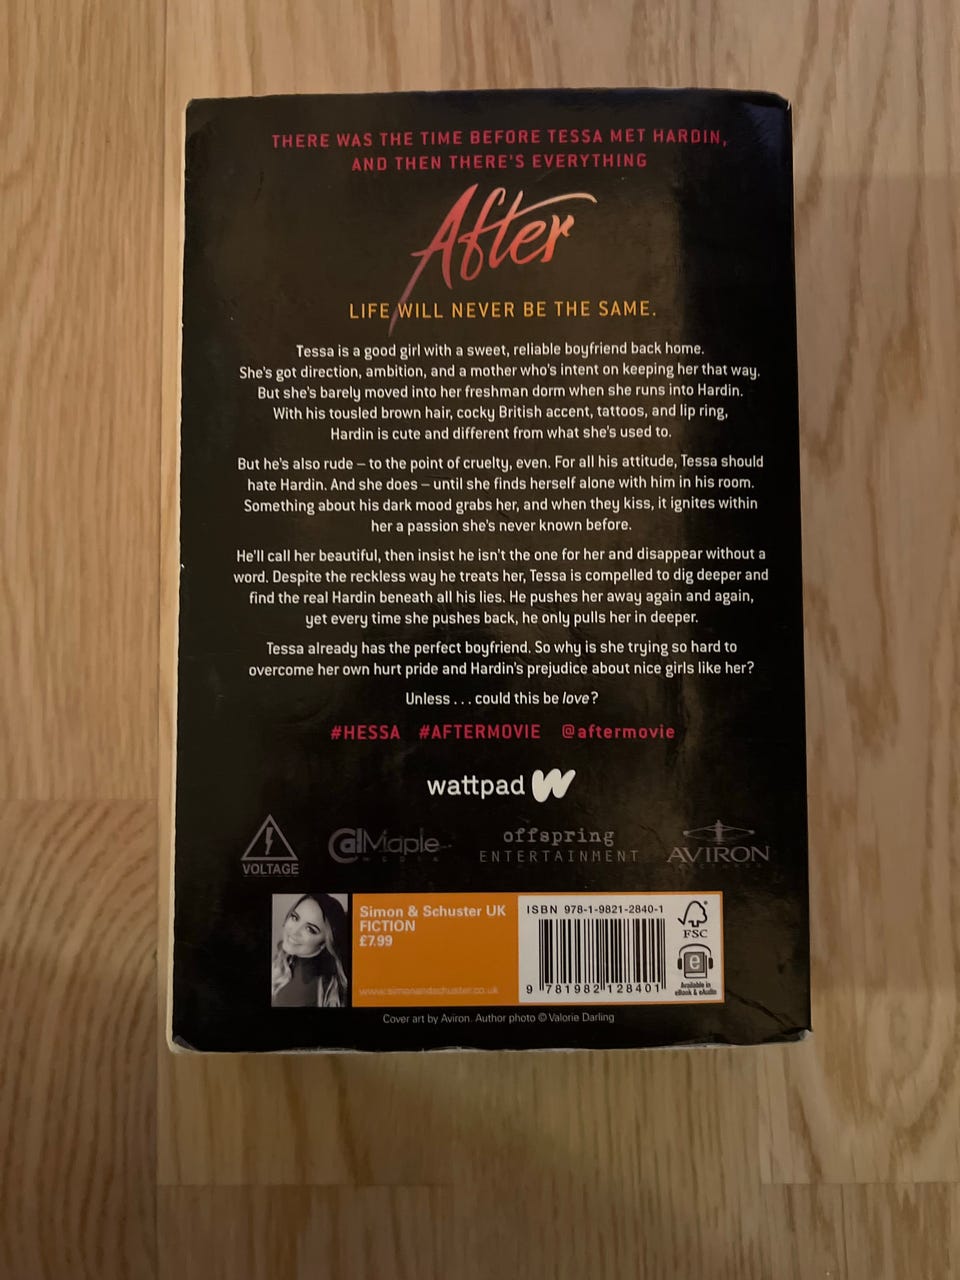 THERE WAS THE TIME BEFORE TESSA MET HARDIN,
AND THEN THERE'S EVERYTHING
After
LIFE WILL NEVER BE THE SAME.
Tessa is a good girl with a sweet, reliable boyfriend back home.
She's got direction, ambition, and a mother who's intent on keeping her that way.
But she's barely moved into her freshman dorm when she runs into Hardin.
With his tousled brown hair, cocky British accent, tattoos, and lip ring,
Hardin is cute and different from what she's used to.
But he's also rude – to the point of cruelty, even. For all his attitude, Tessa should
hate Hardin. And she does – until she finds herself alone with him in his room.
Something about his dark mood grabs her, and when they kiss, it ignites within
her a passion she's never known before.
He'll call her beautiful, then insist he isn't the one for her and disappear without a
word. Despite the reckless way he treats her, Tessa is compelled to dig deeper and
find the real Hardin beneath all his lies. He pushes her away again and again,
yet every time she pushes back, he only pulls her in deeper.
Tessa already has the perfect boyfriend. So why is she trying so hard to
overcome her own hurt pride and Hardin's prejudice about nice girls like her?
Unless . . . could this be love?
#HESSA #AFTERMOVIE @aftermovie
wattpad W
VOLTAGE
CalMaple
MEDIA
offspring
ENTERTAINMENT
AVIRON
Simon & Schuster UK
FICTION
£7.99
www.simonandschuster.co.uk
ISBN 978-1-9821-2840-1
9 781982 128401
FSC
e
Available in
eBook & eAudio
Cover art by Aviron. Author photo © Valorie Darling